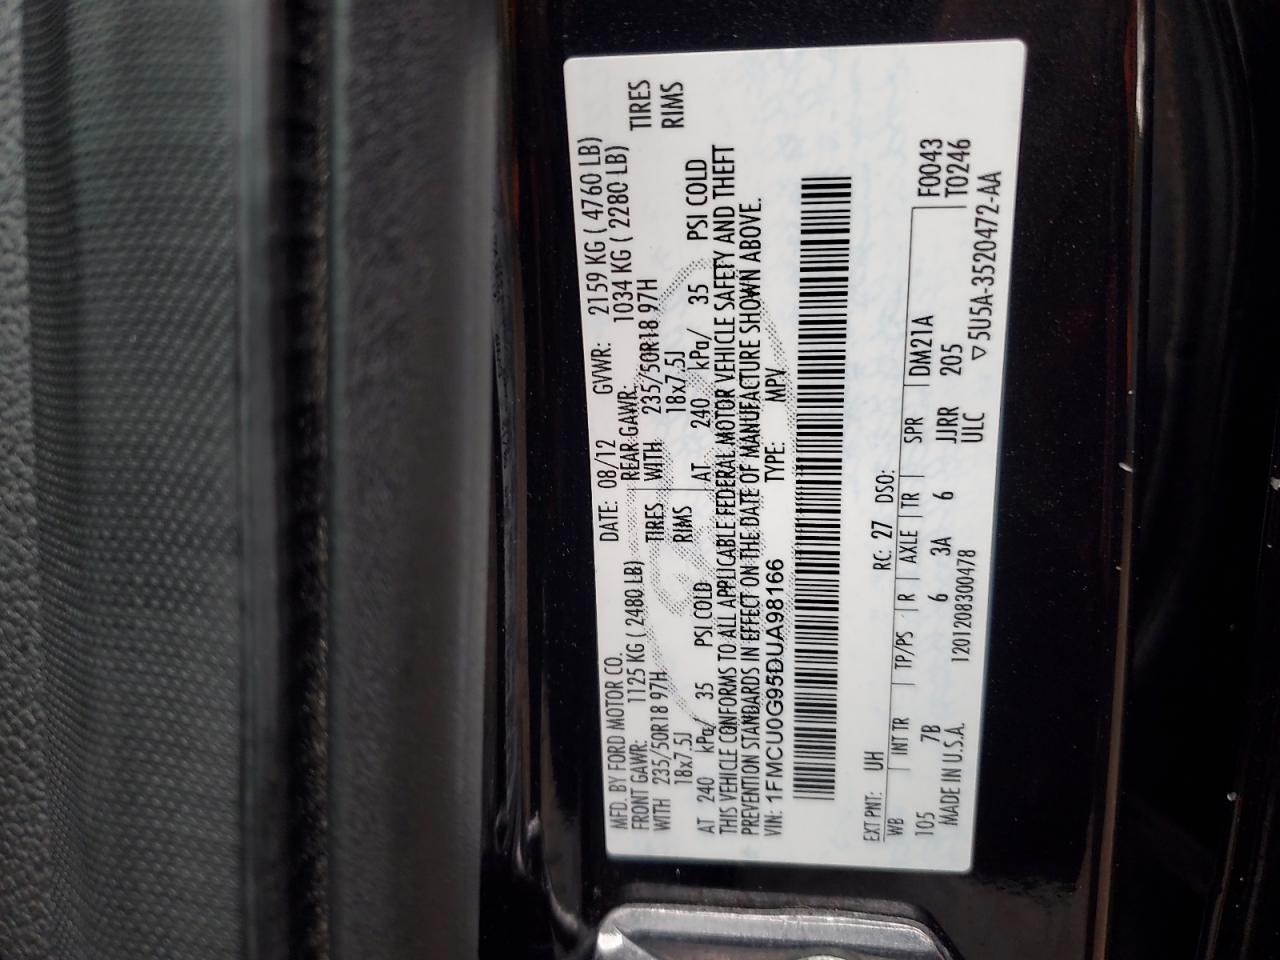 MFD. BY FORD MOTOR CO.
DATE: 08/12 GVWR: 2159 KG ( 4760 LB)
FRONT GAWR: 1125 KG ( 2480 LB) REAR GAWR: 1034 KG ( 2280 LB)
WITH 235/50R18 97H TIRES WITH 235/50R18 97H TIRES
18x7.5J RIMS 18x7.5J RIMS
AT 240 kPa/ 35 PSI COLD AT 240 kPa/ 35 PSI COLD
THIS VEHICLE CONFORMS TO ALL APPLICABLE FEDERAL MOTOR VEHICLE SAFETY AND THEFT
PREVENTION STANDARDS IN EFFECT ON THE DATE OF MANUFACTURE SHOWN ABOVE.
VIN: 1FMCU0G95DUA98166 TYPE: MPV
F0043
T0246
EXT PNT: UH RC: 27 DSO:
WB INT TR TP/PS R AXLE TR SPR DM21A
105 7B 6 3A 6 JJRR 205
MADE IN U.S.A. 1201208300478 ULC ▽5U5A-3520472-AA